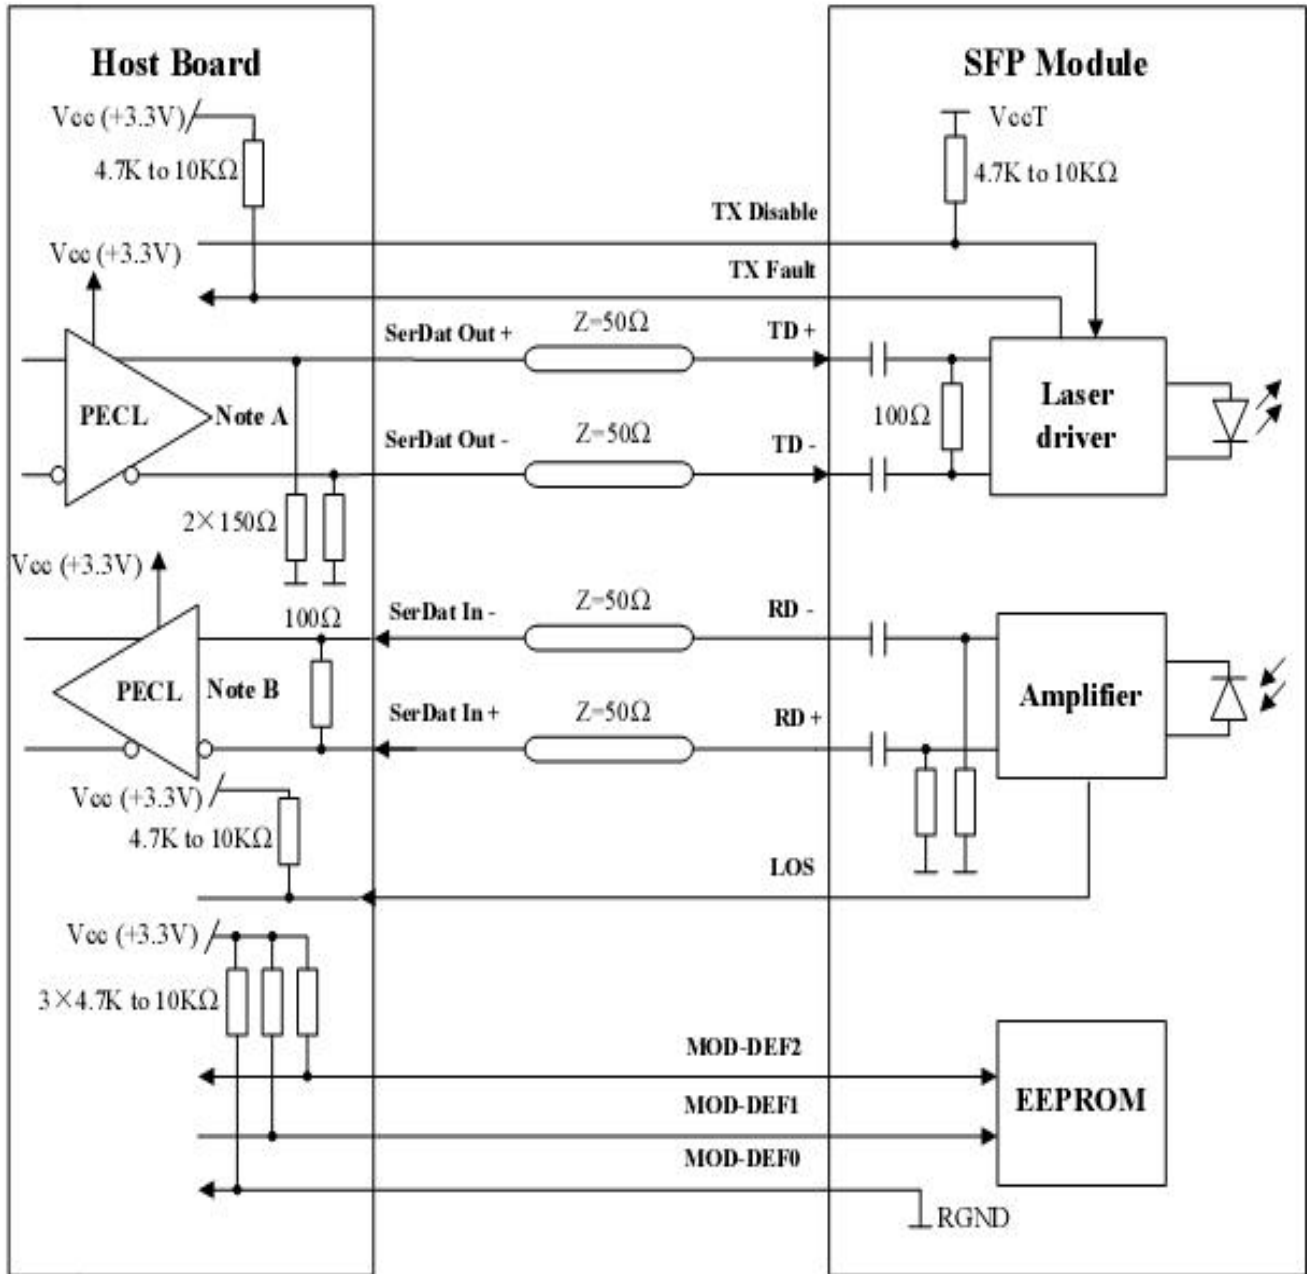 Host Board
SFP Module
Vcc (+3.3V)
VccT
4.7K to 10KΩ
4.7K to 10KΩ
TX Disable
Vcc (+3.3V)
TX Fault
SerDat Out +
Z=50Ω
TD +
PECL
Note A
100Ω
Laser
driver
SerDat Out -
Z=50Ω
TD -
2×150Ω
Vcc (+3.3V)
100Ω
SerDat In -
Z=50Ω
RD -
PECL
Note B
Amplifier
SerDat In +
Z=50Ω
RD +
Vcc (+3.3V)
4.7K to 10KΩ
LOS
Vcc (+3.3V)
3×4.7K to 10KΩ
MOD-DEF2
EEPROM
MOD-DEF1
MOD-DEF0
RGND